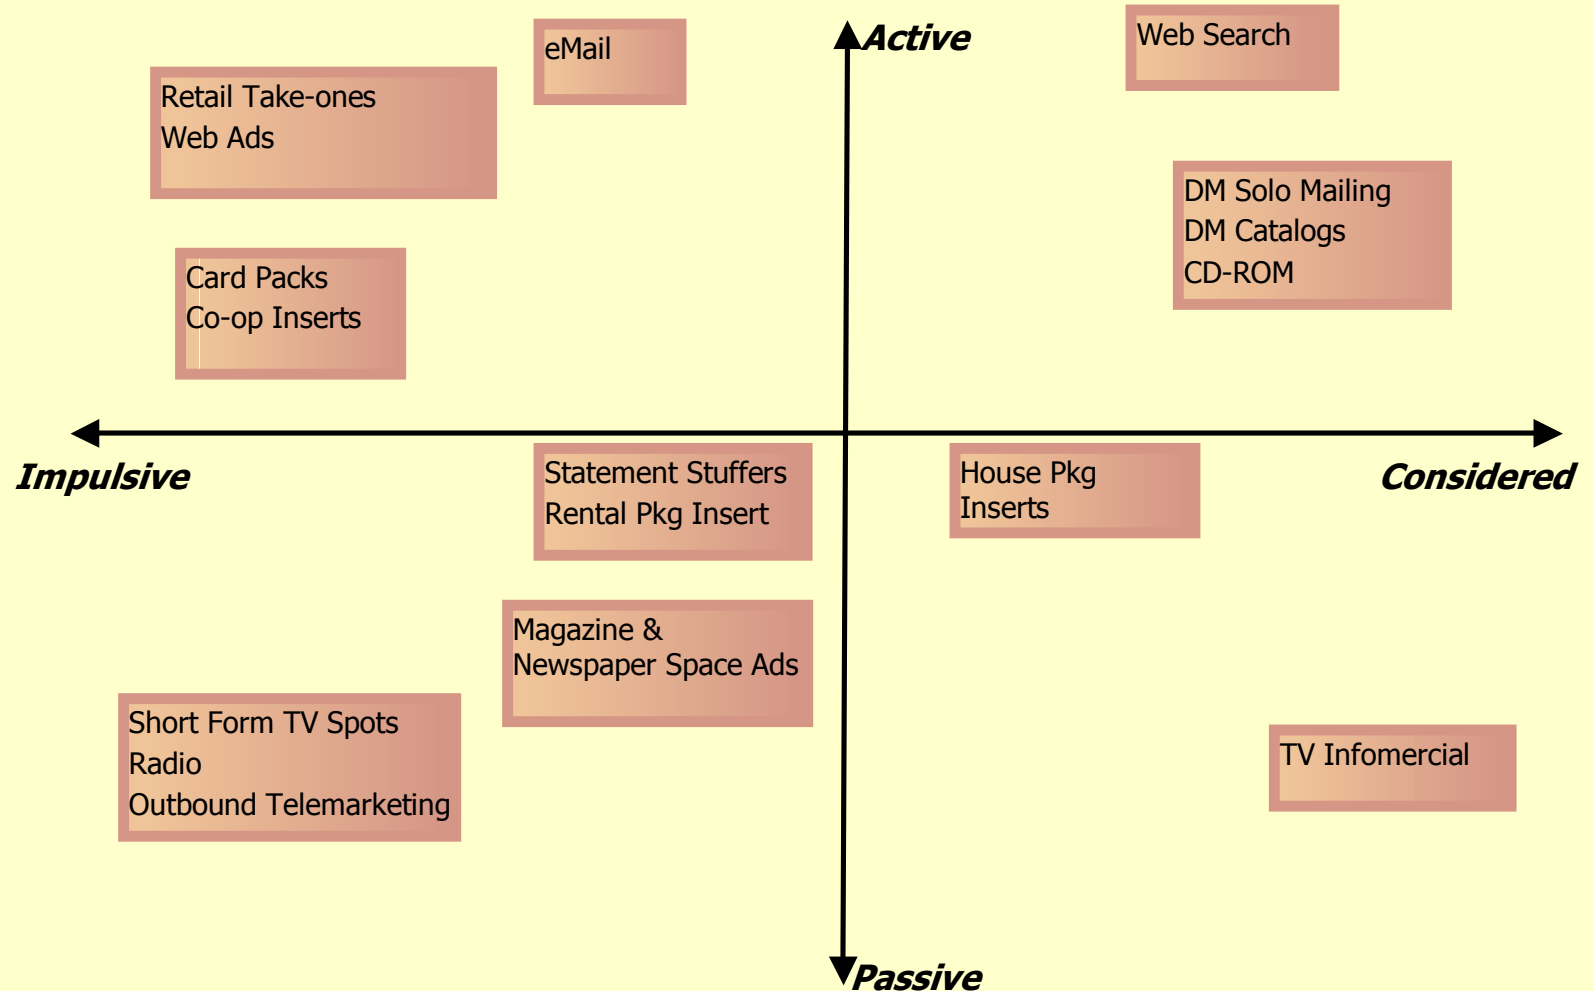 eMail
Active
Web Search
Retail Take-ones
Web Ads
DM Solo Mailing
DM Catalogs
CD-ROM
Card Packs
Co-op Inserts
Impulsive
Considered
Statement Stuffers
Rental Pkg Insert
House Pkg
Inserts
Magazine &
Newspaper Space Ads
Short Form TV Spots
Radio
Outbound Telemarketing
TV Infomercial
Passive